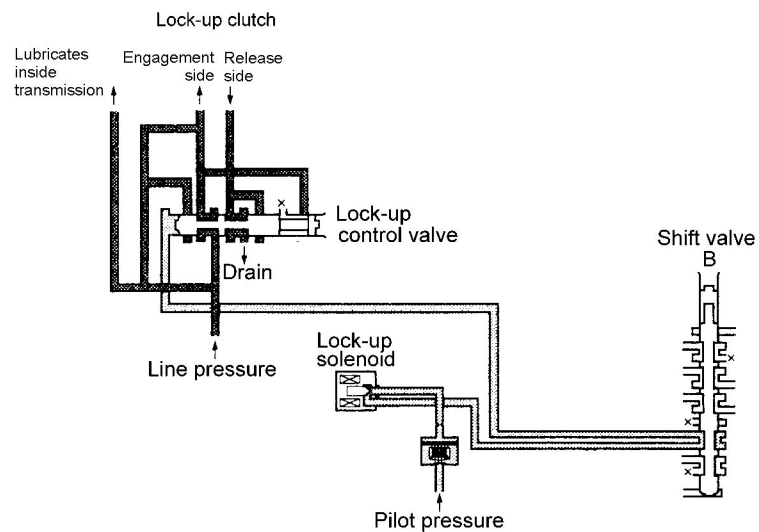 Lock-up clutch
Lubricates
inside
transmission
Engagement
side
Release
side
x
Lock-up
control valve
Drain
Line pressure
Lock-up
solenoid
Pilot pressure
Shift valve
B
x
x
x